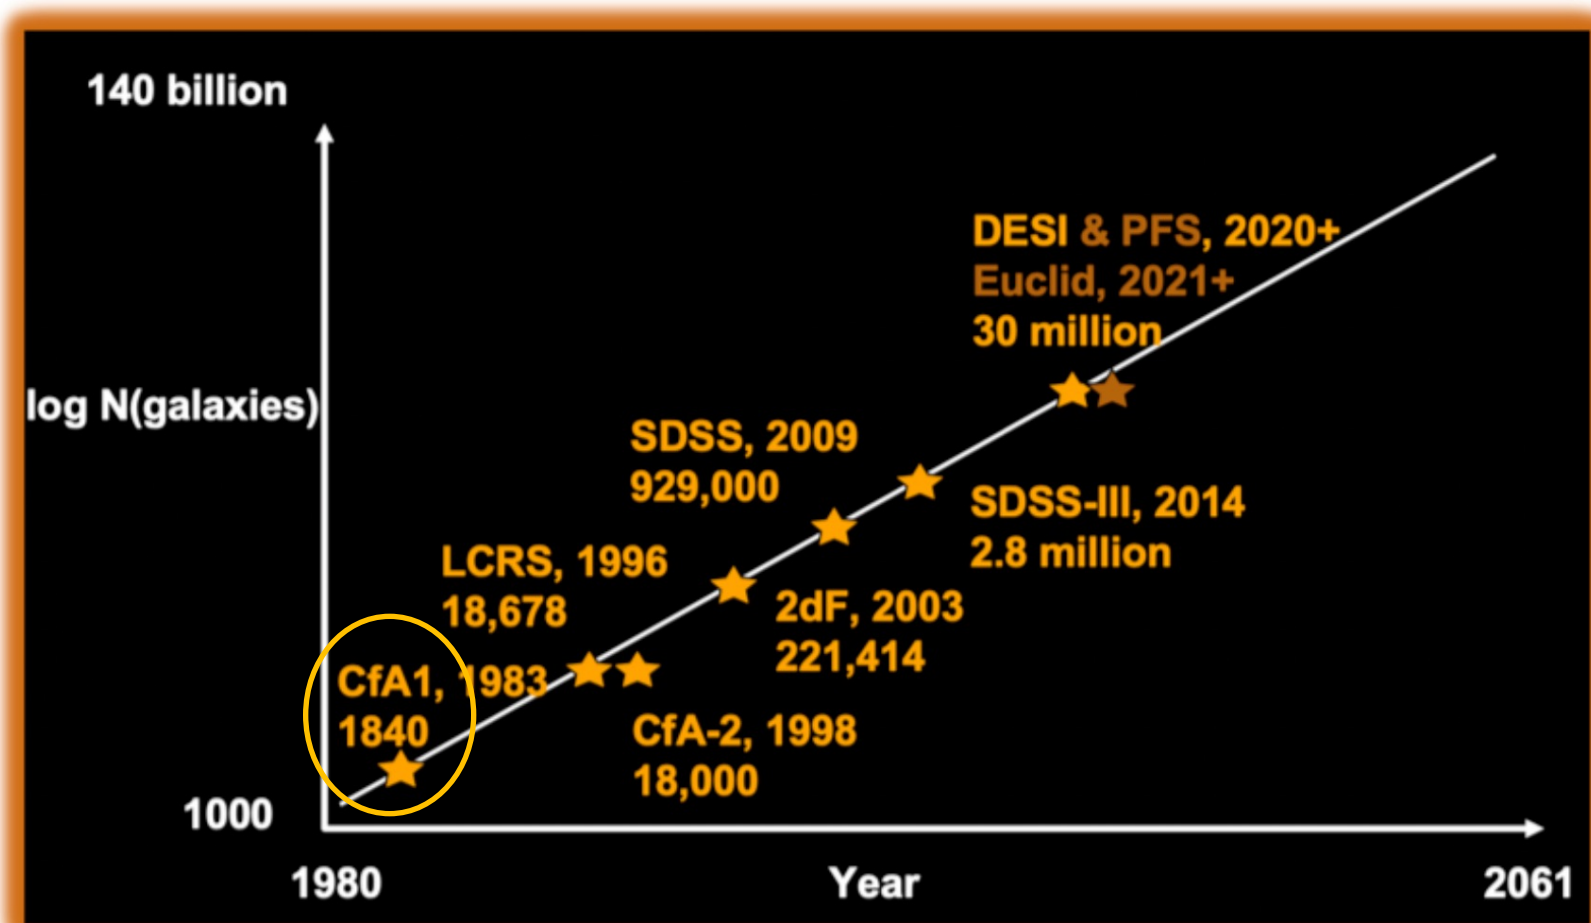 140 billion
DESI & PFS, 2020+
Euclid, 2021+
30 million
log N(galaxies)
SDSS, 2009
929,000
SDSS-III, 2014
2.8 million
LCRS, 1996
18,678
2dF, 2003
221,414
CfA1, 1983
1840
CfA-2, 1998
18,000
1000
1980
Year
2061